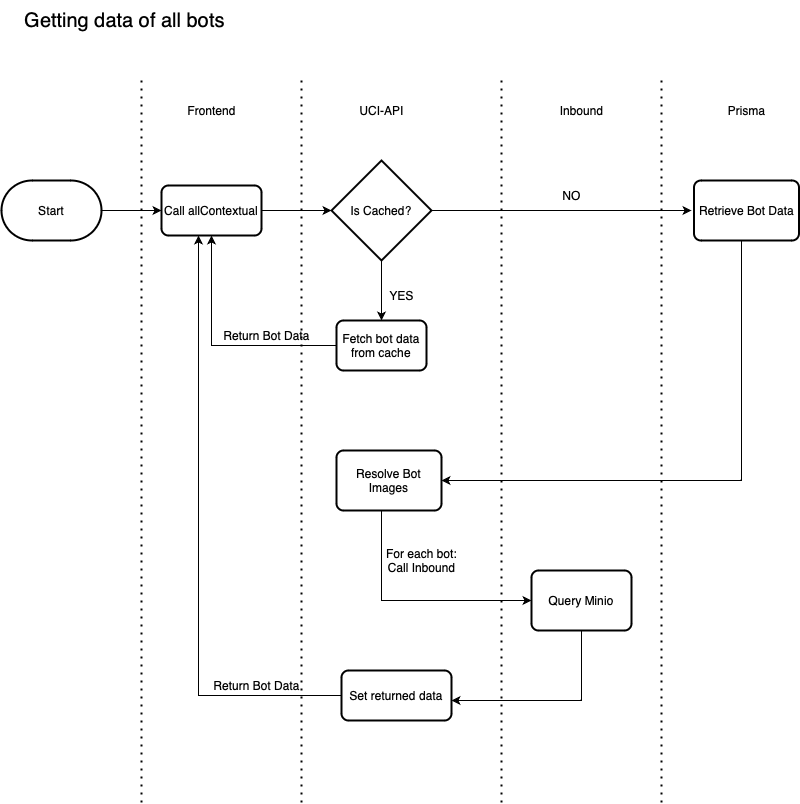 Getting data of all bots
Frontend
UCI-API
Inbound
Prisma
Start
Call allContextual
Is Cached?
NO
Retrieve Bot Data
YES
Return Bot Data
Fetch bot data
from cache
Resolve Bot
Images
For each bot:
Call Inbound
Query Minio
Return Bot Data
Set returned data